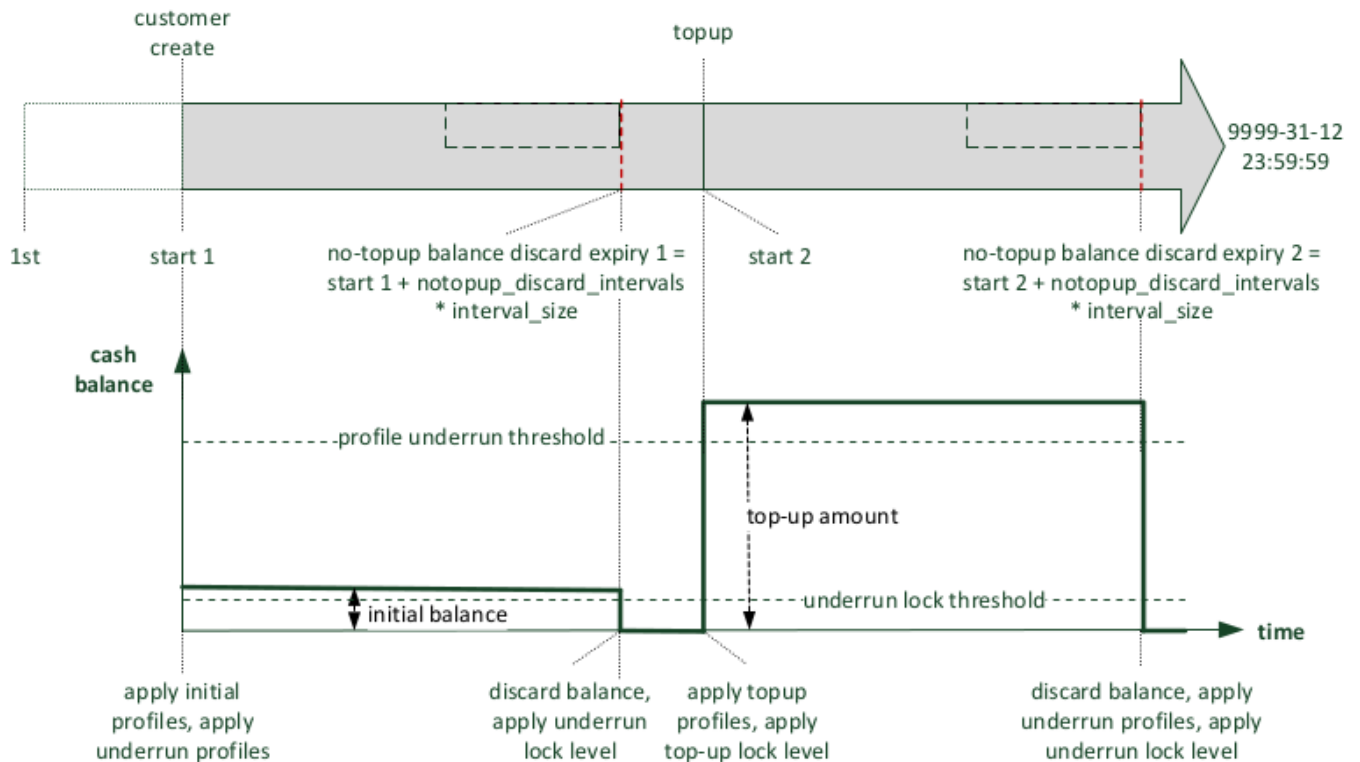 customer
create
topup
9999-31-12
23:59:59
1st
start 1
no-topup balance discard expiry 1 =
start 1 + notopup_discard_intervals
* interval_size
start 2
no-topup balance discard expiry 2 =
start 2 + notopup_discard_intervals
* interval_size
cash
balance
profile underrun threshold
top-up amount
underrun lock threshold
initial balance
time
apply initial
profiles, apply
underrun profiles
discard balance,
apply underrun
lock level
apply topup
profiles, apply
top-up lock level
discard balance, apply
underrun profiles, apply
underrun lock level